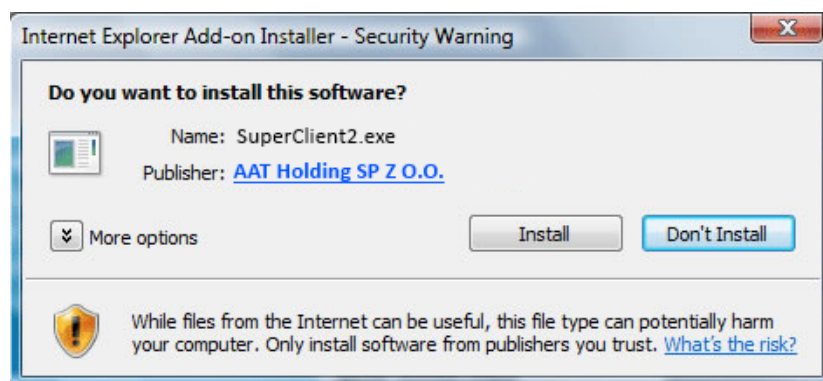 Internet Explorer Add-on Installer - Security Warning
Do you want to install this software?
Name: SuperClient2.exe
Publisher: AAT Holding SP Z O.O.
More options
Install
Don't Install
While files from the Internet can be useful, this file type can potentially harm
your computer. Only install software from publishers you trust. What's the risk?